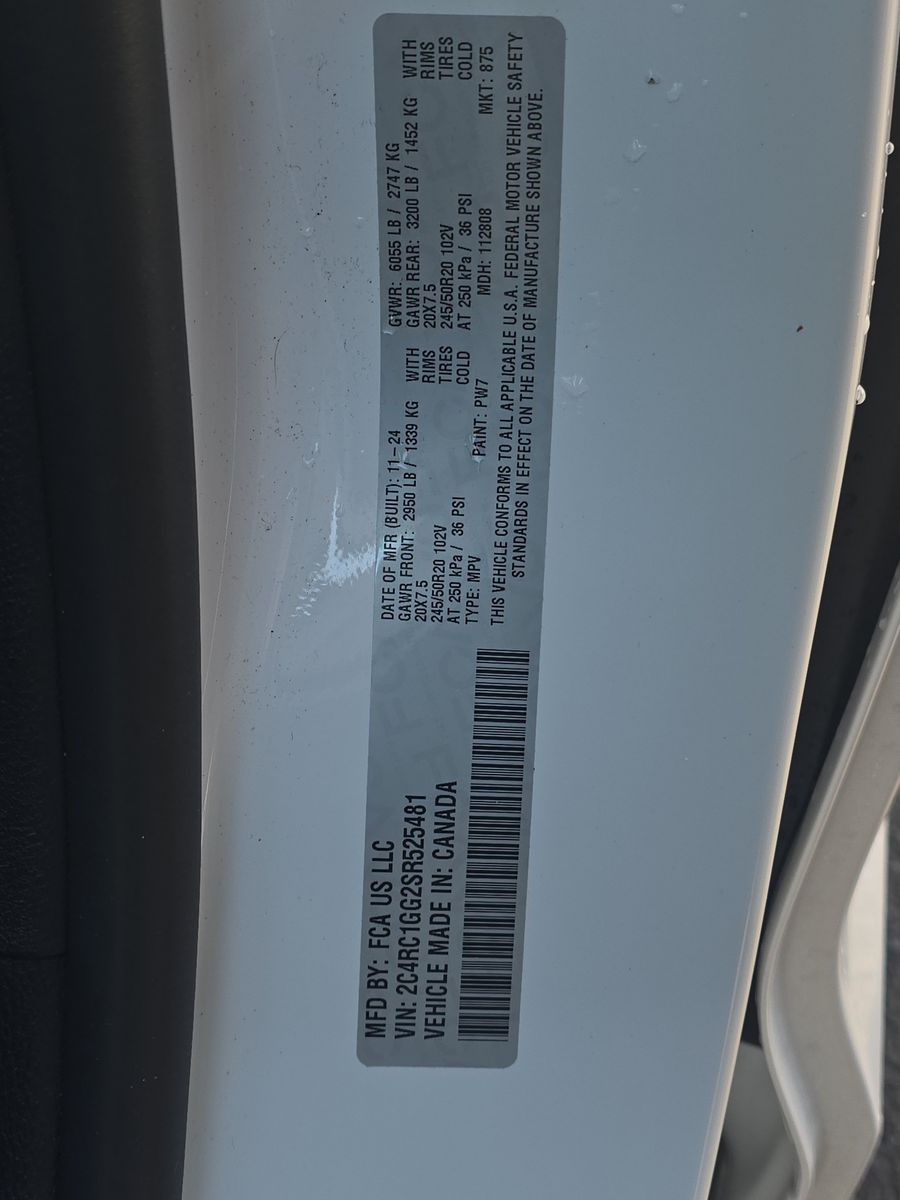 MFD BY: FCA US LLC
VIN: 2C4RC1GG2SR525481
VEHICLE MADE IN: CANADA
DATE OF MFR (BUILT): 11-24 GVWR: 6055 LB / 2747 KG
GAWR FRONT: 2950 LB / 1339 KG WITH GAWR REAR: 3200 LB / 1452 KG WITH
20X7.5 RIMS 20X7.5 RIMS
245/50R20 102V TIRES 245/50R20 102V TIRES
AT 250 kPa / 36 PSI COLD AT 250 kPa / 36 PSI COLD
TYPE: MPV PAINT: PW7 MDH: 112808 MKT: 875
THIS VEHICLE CONFORMS TO ALL APPLICABLE U.S.A. FEDERAL MOTOR VEHICLE SAFETY
STANDARDS IN EFFECT ON THE DATE OF MANUFACTURE SHOWN ABOVE.